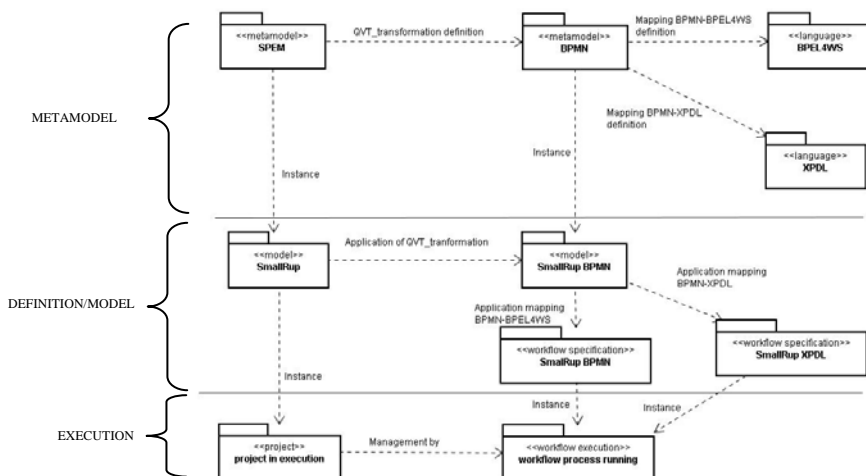 <<metamodel>>
SPEM
QVT_transformation definition
<<metamodel>>
BPMN
Mapping BPMN-BPEL4WS
definition
<<language>>
BPEL4WS
METAMODEL
Mapping BPMN-XPDL
definition
Instance
Instance
<<language>>
XPDL
<<model>>
SmallRup
Application of QVT_tranformation
<<model>>
SmallRup BPMN
Application mapping
BPMN-XPDL
DEFINITION/MODEL
Application mapping
BPMN-BPEL4WS
<<workflow specification>>
SmalRup BPMN
<<workflow specification>>
SmallRup XPDL
Instance
Instance
Instance
EXECUTION
<<project>>
project in execution
Management by
<<workflow execution>>
workflow process running